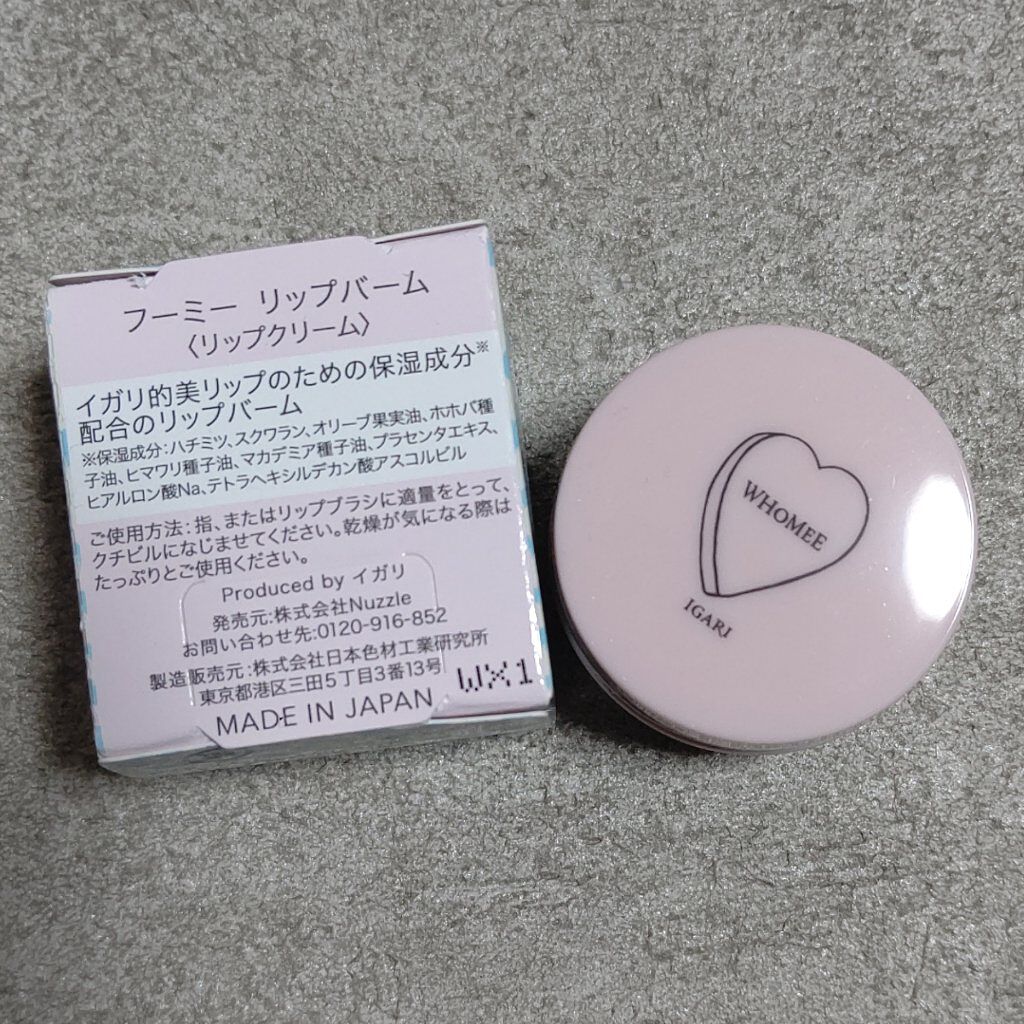 フーミー リップバーム
〈リップクリーム〉
イガリ的美リップのための保湿成分※
配合のリップバーム
※保湿成分:ハチミツ、スクワラン、オリーブ果実油、ホホバ種
子油、ヒマワリ種子油、マカデミア種子油、プラセンタエキス、
ヒアルロン酸Na、テトラヘキシルデカン酸アスコルビル
ご使用方法:指、またはリップブラシに適量をとって、
クチビルになじませてください。乾燥が気になる際は
たっぷりとご使用ください。
Produced by イガリ
発売元:株式会社Nuzzle
お問い合わせ先:0120-916-852
製造販売元:株式会社日本色材工業研究所
東京都港区三田5丁目3番13号
WX1
MADE IN JAPAN
WHOMEE
IGARI